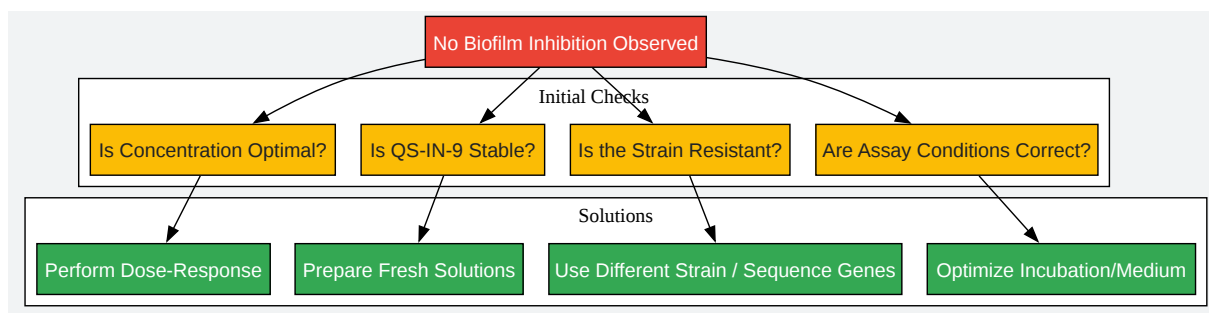 No Biofilm Inhibition Observed
Initial Checks
Is Concentration Optimal?
Is QS-IN-9 Stable?
Is the Strain Resistant?
Are Assay Conditions Correct?
Solutions
Perform Dose-Response
Prepare Fresh Solutions
Use Different Strain / Sequence Genes
Optimize Incubation/Medium